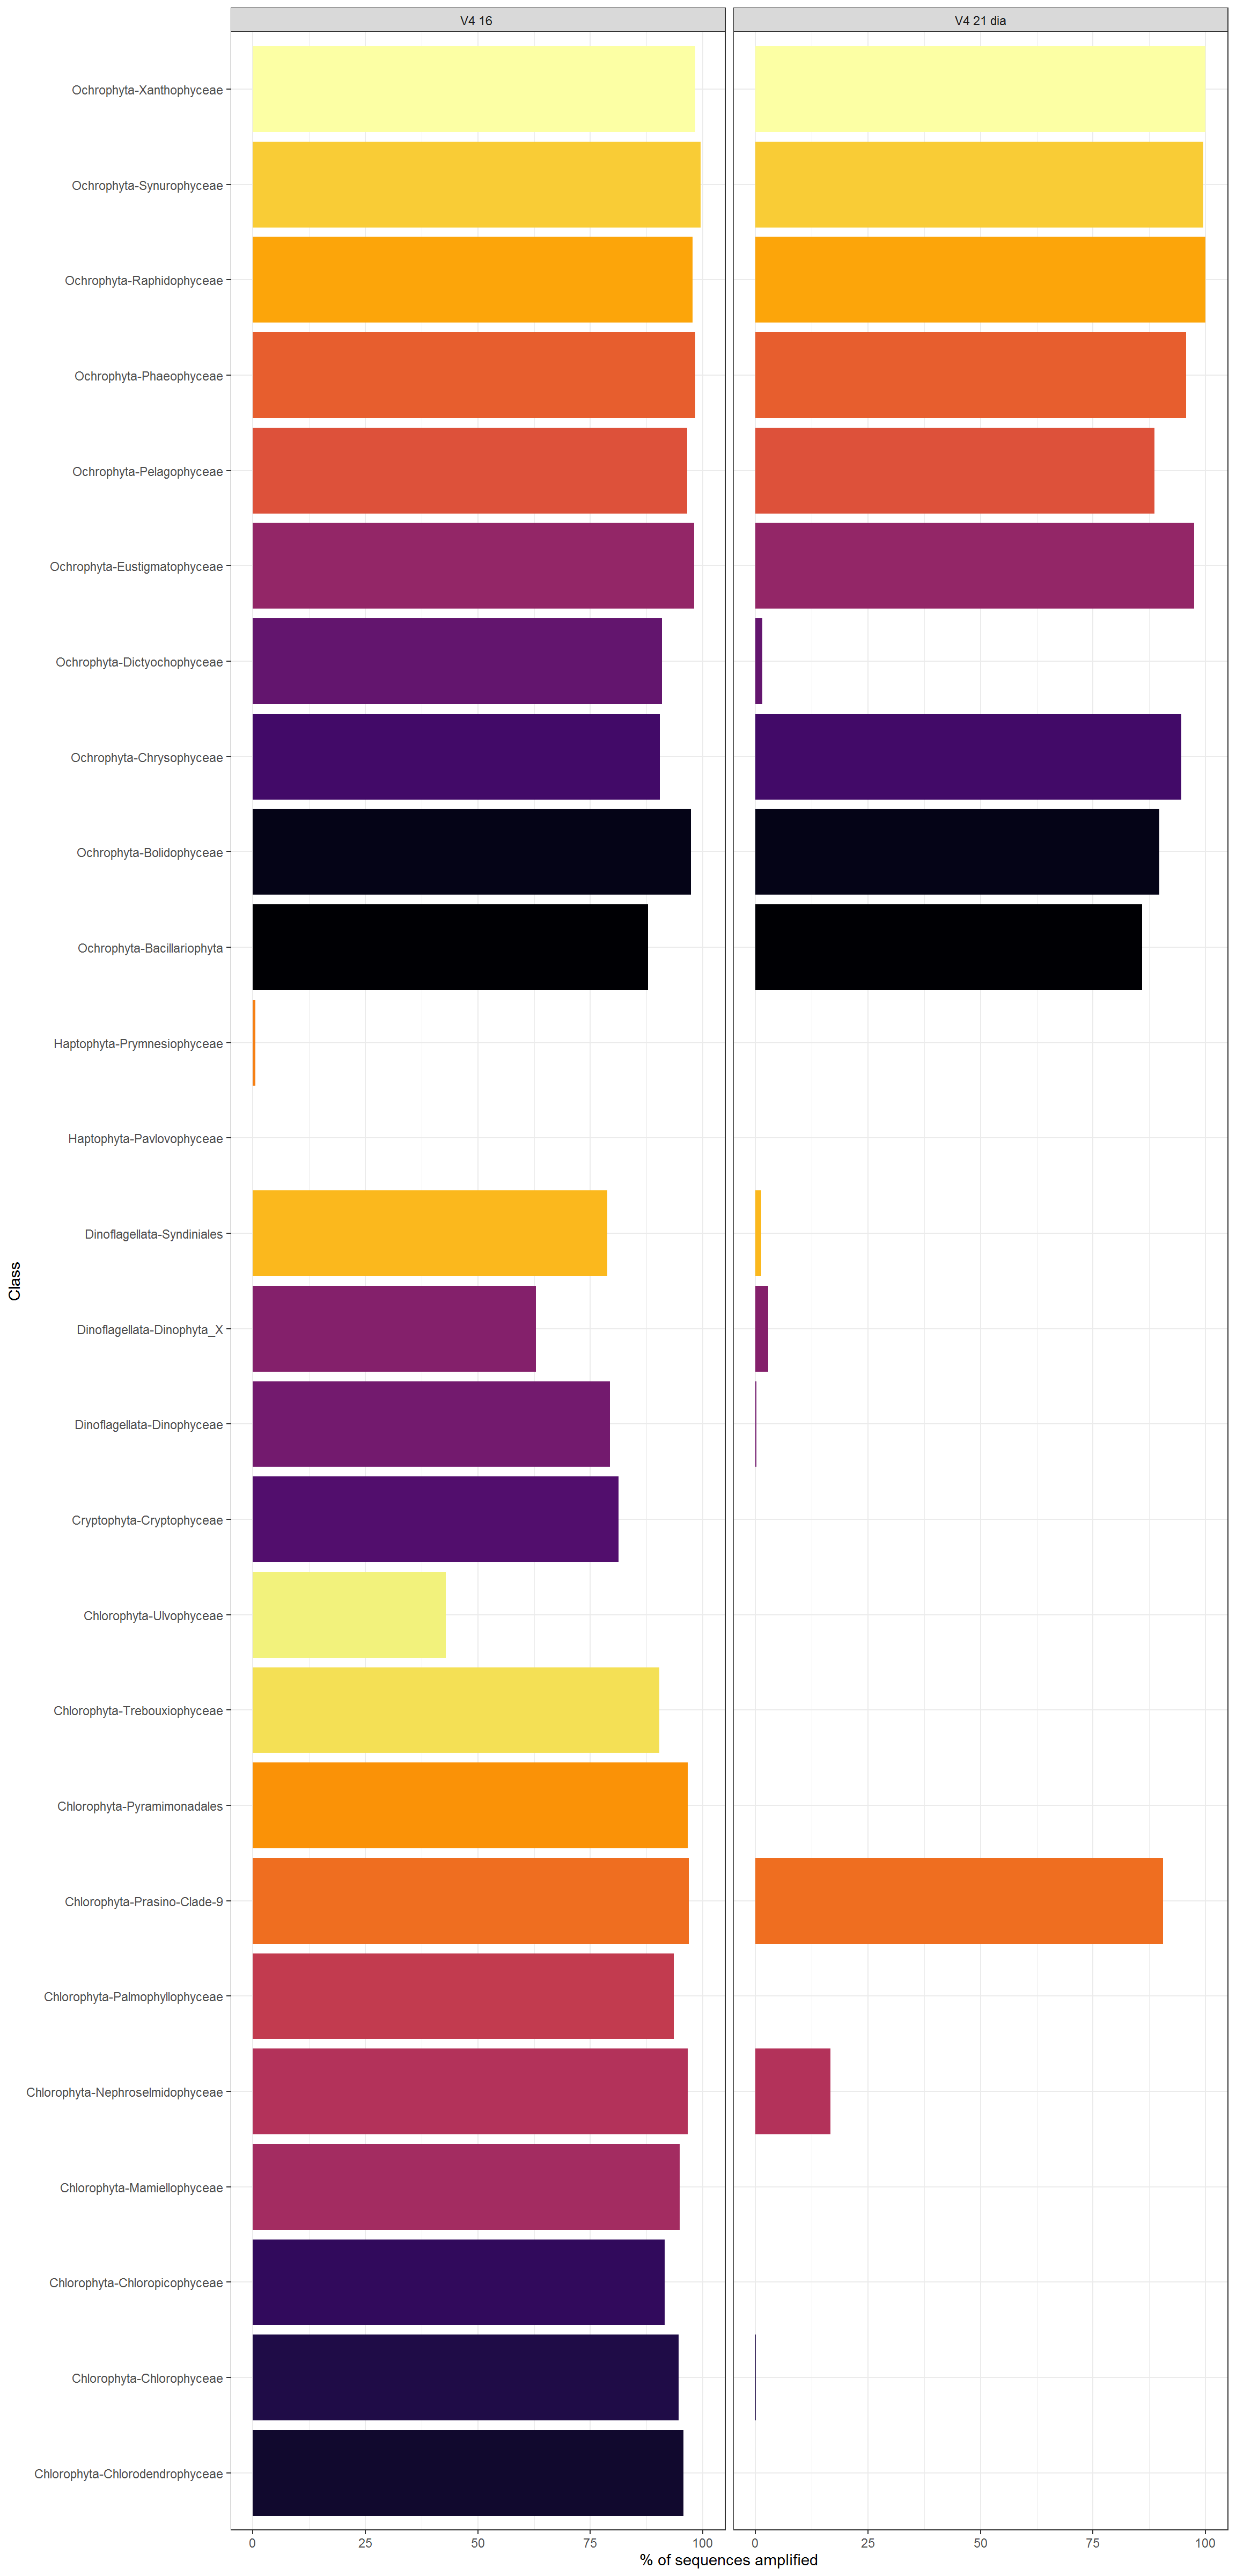 V4 16
V4 21 dia
Ochrophyta-Xanthophyceae
Ochrophyta-Synurophyceae
Ochrophyta-Raphidophyceae
Ochrophyta-Phaeophyceae
Ochrophyta-Pelagophyceae
Ochrophyta-Eustigmatophyceae
Ochrophyta-Dictyochophyceae
Ochrophyta-Chrysophyceae
Ochrophyta-Bolidophyceae
Ochrophyta-Bacillariophyta
Haptophyta-Prymnesiophyceae
Haptophyta-Pavlovophyceae
Dinoflagellata-Syndiniales
Dinoflagellata-Dinophyta_X
Dinoflagellata-Dinophyceae
Cryptophyta-Cryptophyceae
Chlorophyta-Ulvophyceae
Chlorophyta-Trebouxiophyceae
Chlorophyta-Pyramimonadales
Chlorophyta-Prasino-Clade-9
Chlorophyta-Palmophyllophyceae
Chlorophyta-Nephroselmidophyceae
Chlorophyta-Mamiellophyceae
Chlorophyta-Chloropicophyceae
Chlorophyta-Chlorophyceae
Chlorophyta-Chlorodendrophyceae
Class
0 25 50 75 100
0 25 50 75 100
% of sequences amplified